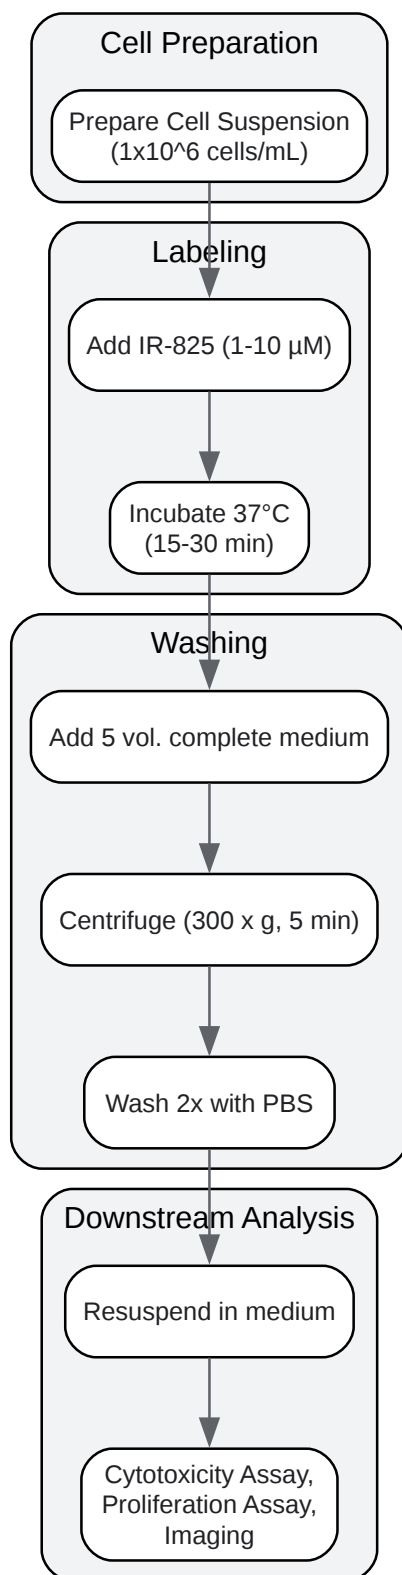 Cell Preparation
Prepare Cell Suspension
(1x10^6 cells/mL)
Labeling
Add IR-825 (1-10 µM)
Incubate 37°C
(15-30 min)
Washing
Add 5 vol. complete medium
Centrifuge (300 x g, 5 min)
Wash 2x with PBS
Downstream Analysis
Resuspend in medium
Cytotoxicity Assay,
Proliferation Assay,
Imaging